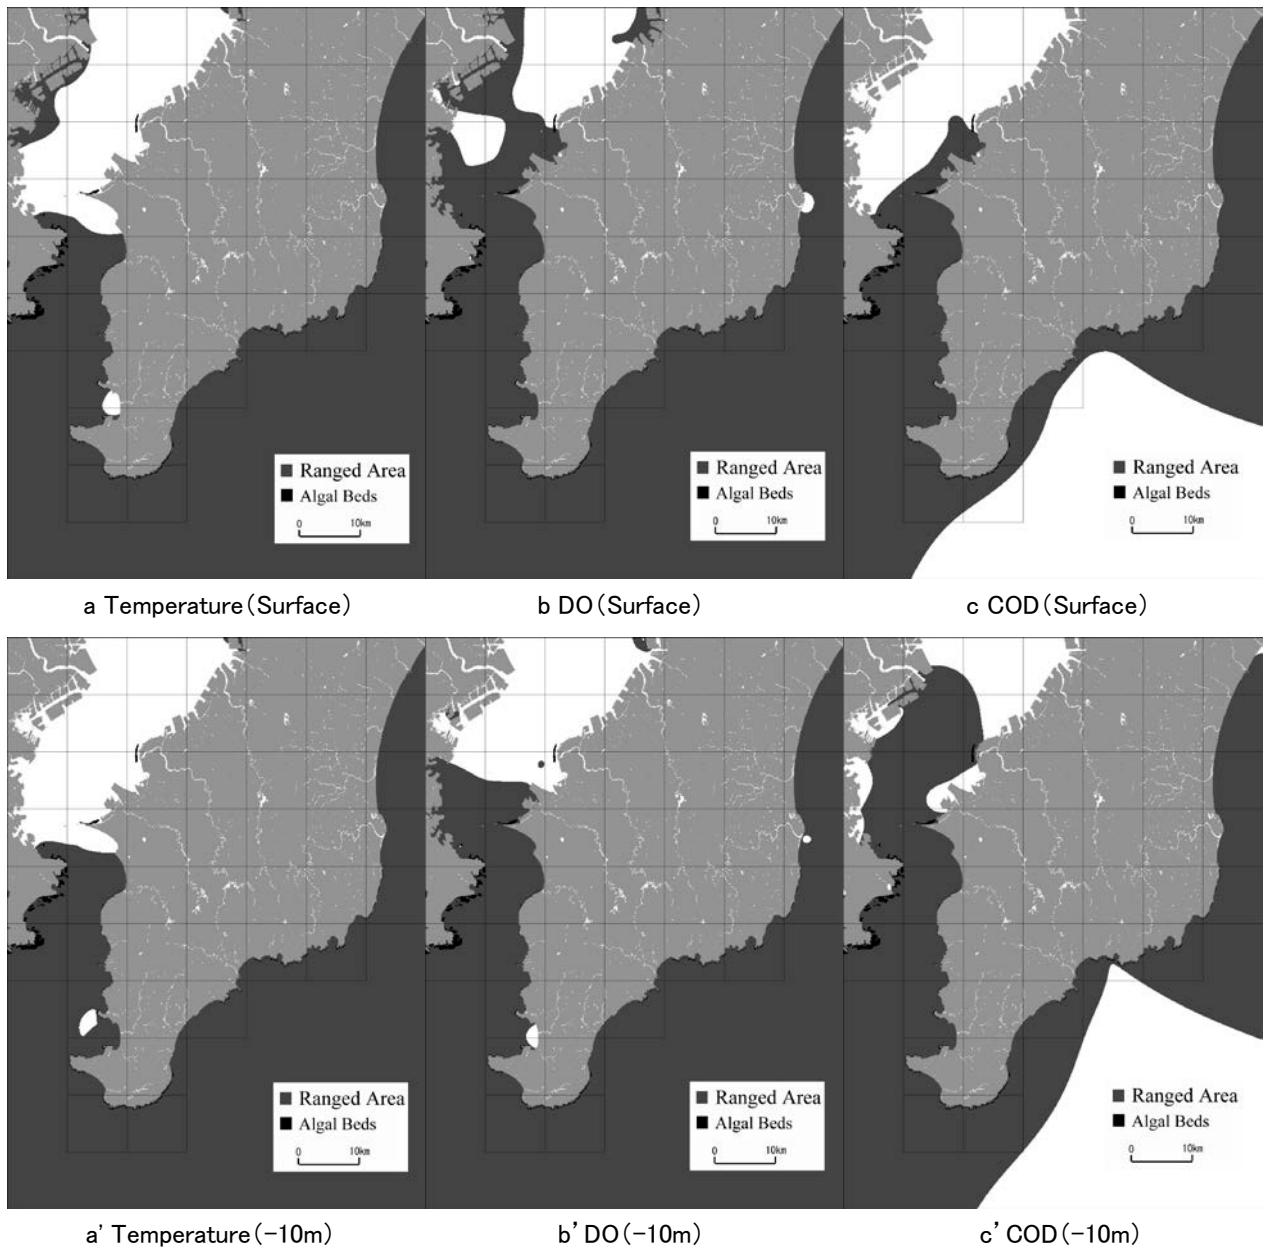 Ranged Area
Algal Beds
0 10km
Ranged Area
Algal Beds
0 10km
Ranged Area
Algal Beds
0 10km
a Temperature(Surface)
b DO(Surface)
c COD(Surface)
Ranged Area
Algal Beds
0 10km
Ranged Area
Algal Beds
0 10km
Ranged Area
Algal Beds
0 10km
a' Temperature(-10m)
b' DO(-10m)
c' COD(-10m)